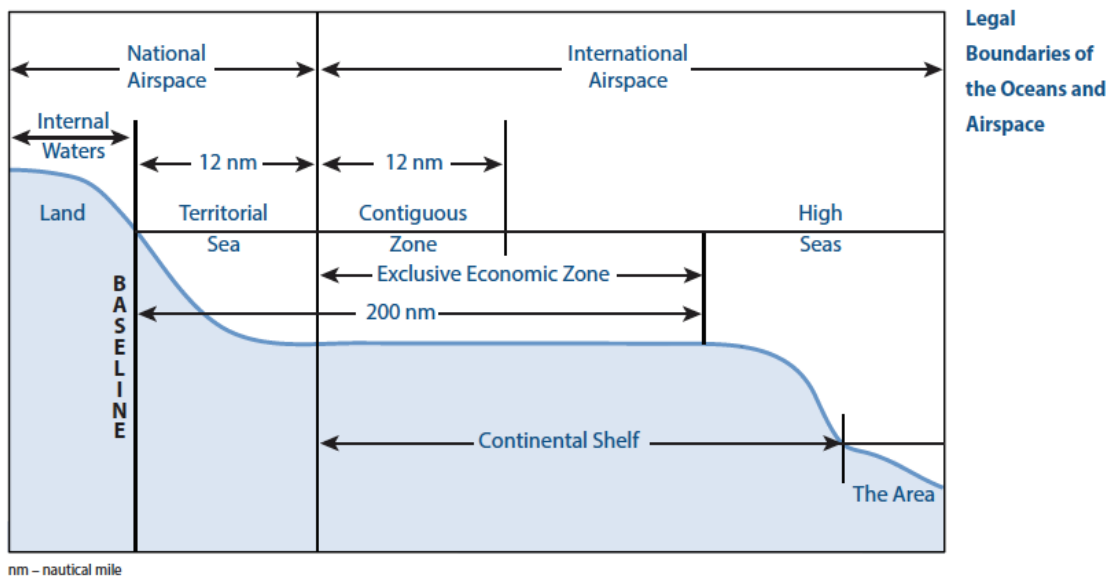 Legal
Boundaries of
the Oceans and
Airspace
National
Airspace
International
Airspace
Internal
Waters
12 nm
12 nm
Land
Territorial
Sea
Contiguous
Zone
High
Seas
Exclusive Economic Zone
200 nm
BASELINE
Continental Shelf
The Area
nm – nautical mile